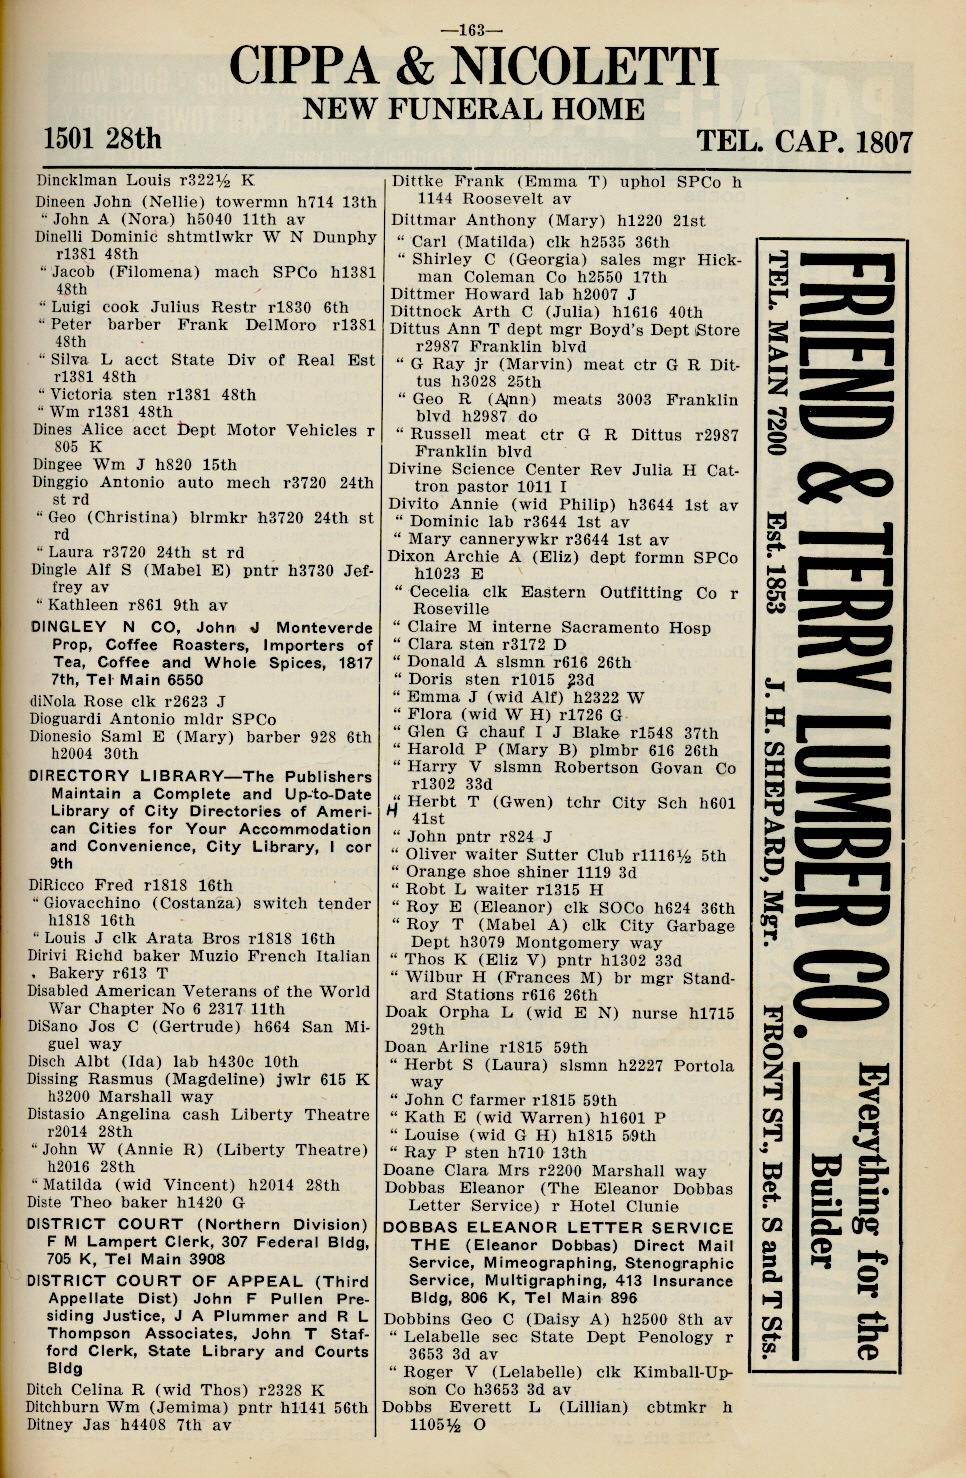 —163—
CIPPA & NICOLETTI
NEW FUNERAL HOME
1501 28th TEL. CAP. 1807
Dincklman Louis r322½ K
Dineen John (Nellie) towermn h714 13th
" John A (Nora) h5040 11th av
Dinelli Dominic shtmtlwkr W N Dunphy
r1381 48th
" Jacob (Filomena) mach SPCo h1381
48th
" Luigi cook Julius Restr r1830 6th
" Peter barber Frank DelMoro r1381
48th
" Silva L acct State Div of Real Est
r1381 48th
" Victoria sten r1381 48th
" Wm r1381 48th
Dines Alice acct Dept Motor Vehicles r
805 K
Dingee Wm J h820 15th
Dinggio Antonio auto mech r3720 24th
st rd
" Geo (Christina) blrmkr h3720 24th st
rd
" Laura r3720 24th st rd
Dingle Alf S (Mabel E) pntr h3730 Jef-
frey av
" Kathleen r861 9th av
DINGLEY N CO, John J Monteverde
Prop, Coffee Roasters, Importers of
Tea, Coffee and Whole Spices, 1817
7th, Tel Main 6550
diNola Rose clk r2623 J
Dioguardi Antonio mldr SPCo
Dionesio Saml E (Mary) barber 928 6th
h2004 30th
DIRECTORY LIBRARY—The Publishers
Maintain a Complete and Up-to-Date
Library of City Directories of Ameri-
can Cities for Your Accommodation
and Convenience, City Library, I cor
9th
DiRicco Fred r1818 16th
" Giovacchino (Costanza) switch tender
h1818 16th
" Louis J clk Arata Bros r1818 16th
Dirivi Richd baker Muzio French Italian
Bakery r613 T
Disabled American Veterans of the World
War Chapter No 6 2317 11th
DiSano Jos C (Gertrude) h664 San Mi-
guel way
Disch Albt (Ida) lab h430c 10th
Dissing Rasmus (Magdeline) jwlr 615 K
h3200 Marshall way
Distasio Angelina cash Liberty Theatre
r2014 28th
" John W (Annie R) (Liberty Theatre)
h2016 28th
" Matilda (wid Vincent) h2014 28th
Diste Theo baker h1420 G
DISTRICT COURT (Northern Division)
F M Lampert Clerk, 307 Federal Bldg,
705 K, Tel Main 3908
DISTRICT COURT OF APPEAL (Third
Appellate Dist) John F Pullen Pre-
siding Justice, J A Plummer and R L
Thompson Associates, John T Staf-
ford Clerk, State Library and Courts
Bldg
Ditch Celina R (wid Thos) r2328 K
Ditchburn Wm (Jemima) pntr h1141 56th
Ditney Jas h4408 7th av
Dittke Frank (Emma T) uphol SPCo h
1144 Roosevelt av
Dittmar Anthony (Mary) h1220 21st
" Carl (Matilda) clk h2535 36th
" Shirley C (Georgia) sales mgr Hick-
man Coleman Co h2550 17th
Dittmer Howard lab h2007 J
Dittnock Arth C (Julia) h1616 40th
Dittus Ann T dept mgr Boyd's Dept Store
r2987 Franklin blvd
" G Ray jr (Marvin) meat ctr G R Dit-
tus h3028 25th
" Geo R (Ann) meats 3003 Franklin
blvd h2987 do
" Russell meat ctr G R Dittus r2987
Franklin blvd
Divine Science Center Rev Julia H Cat-
tron pastor 1011 I
Divito Annie (wid Philip) h3644 1st av
" Dominic lab r3644 1st av
" Mary cannerywkr r3644 1st av
Dixon Archie A (Eliz) dept formn SPCo
h1023 E
" Cecelia clk Eastern Outfitting Co r
Roseville
" Claire M interne Sacramento Hosp
" Clara sten r3172 D
" Donald A slsmn r616 26th
" Doris sten r1015 23d
" Emma J (wid Alf) h2322 W
" Flora (wid W H) r1726 G
" Glen G chauf I J Blake r1548 37th
" Harold P (Mary B) plmbr 616 26th
" Harry V slsmn Robertson Govan Co
r1302 33d
H " Herbt T (Gwen) tchr City Sch h601
41st
" John pntr r824 J
" Oliver waiter Sutter Club r1116½ 5th
" Orange shoe shiner 1119 3d
" Robt L waiter r1315 H
" Roy E (Eleanor) clk SOCo h624 36th
" Roy T (Mabel A) clk City Garbage
Dept h3079 Montgomery way
" Thos K (Eliz V) pntr h1302 33d
" Wilbur H (Frances M) br mgr Stand-
ard Stations r616 26th
Doak Orpha L (wid E N) nurse h1715
29th
Doan Arline r1815 59th
" Herbt S (Laura) slsmn h2227 Portola
way
" John C farmer r1815 59th
" Kath E (wid Warren) h1601 P
" Louise (wid G H) h1815 59th
" Ray P sten h710 13th
Doane Clara Mrs r2200 Marshall way
Dobbas Eleanor (The Eleanor Dobbas
Letter Service) r Hotel Clunie
DOBBAS ELEANOR LETTER SERVICE
THE (Eleanor Dobbas) Direct Mail
Service, Mimeographing, Stenographic
Service, Multigraphing, 413 Insurance
Bldg, 806 K, Tel Main 896
Dobbins Geo C (Daisy A) h2500 8th av
" Lelabelle sec State Dept Penology r
3653 3d av
" Roger V (Lelabelle) clk Kimball-Up-
son Co h3653 3d av
Dobbs Everett L (Lillian) cbtmkr h
1105½ O
FRIEND & TERRY LUMBER CO.
Everything for the
Builder
TEL. MAIN 7200 Est. 1853 J. H. SHEPARD, Mgr. FRONT ST., Bet. S and T Sts.